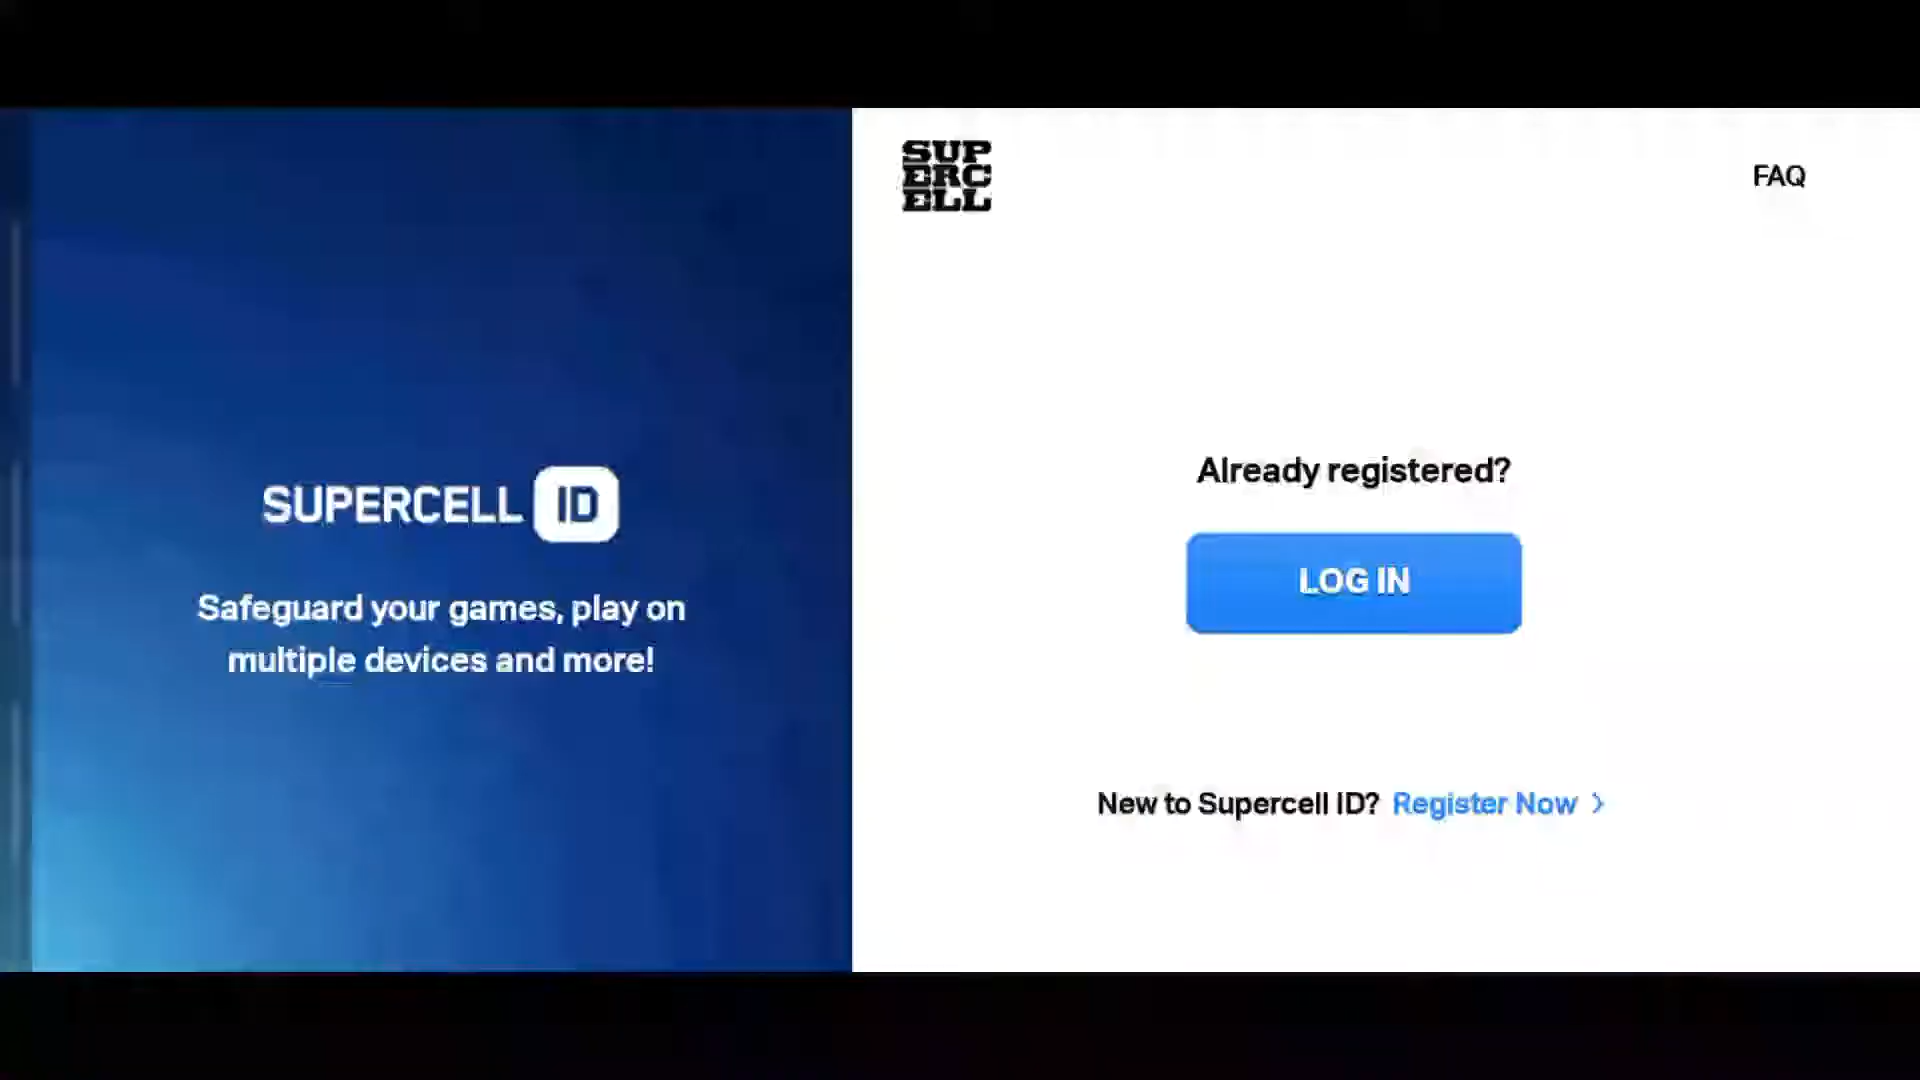 SUPERCELL ID
Safeguard your games, play on
multiple devices and more!
SUP
ERC
ELL
FAQ
Already registered?
LOG IN
New to Supercell ID? Register Now >